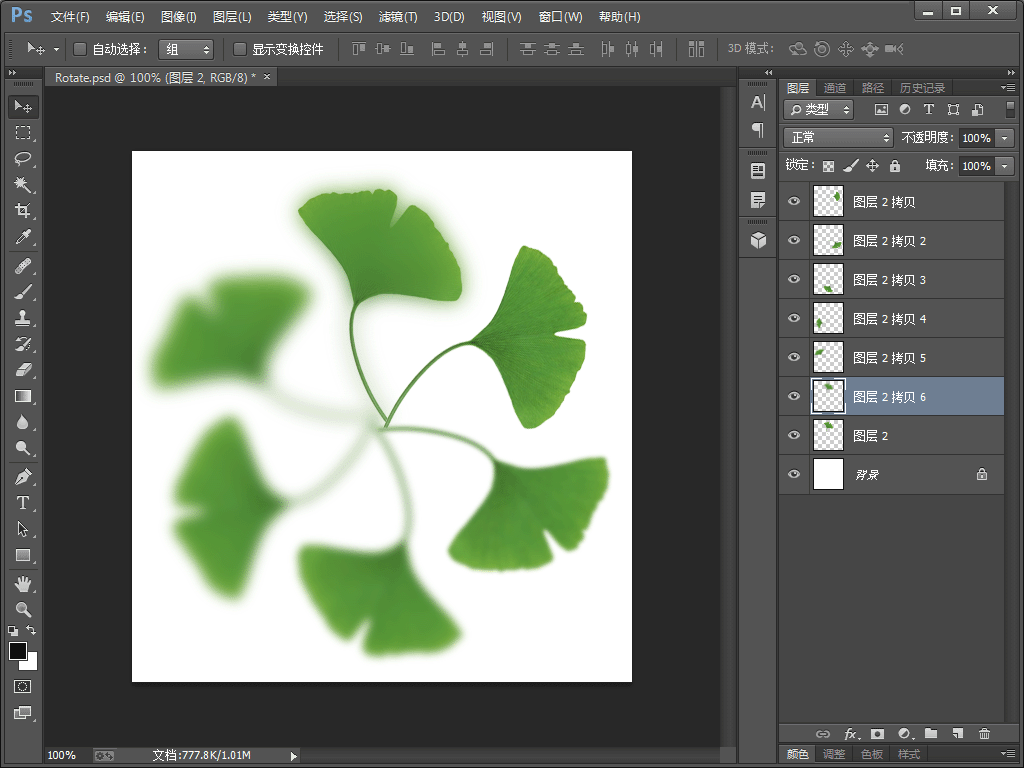 Ps 文件(F) 编辑(E) 图像(I) 图层(L) 类型(Y) 选择(S) 滤镜(T) 3D(D) 视图(V) 窗口(W) 帮助(H)
自动选择： 组 显示变换控件 3D 模式：
Rotate.psd @ 100% (图层 2, RGB/8) * ×
图层 通道 路径 历史记录
类型
正常 不透明度： 100%
锁定： 填充： 100%
图层 2 拷贝
图层 2 拷贝 2
图层 2 拷贝 3
图层 2 拷贝 4
图层 2 拷贝 5
图层 2 拷贝 6
图层 2
背景
fx
100% 文档:777.8K/1.01M
颜色 调整 色板 样式